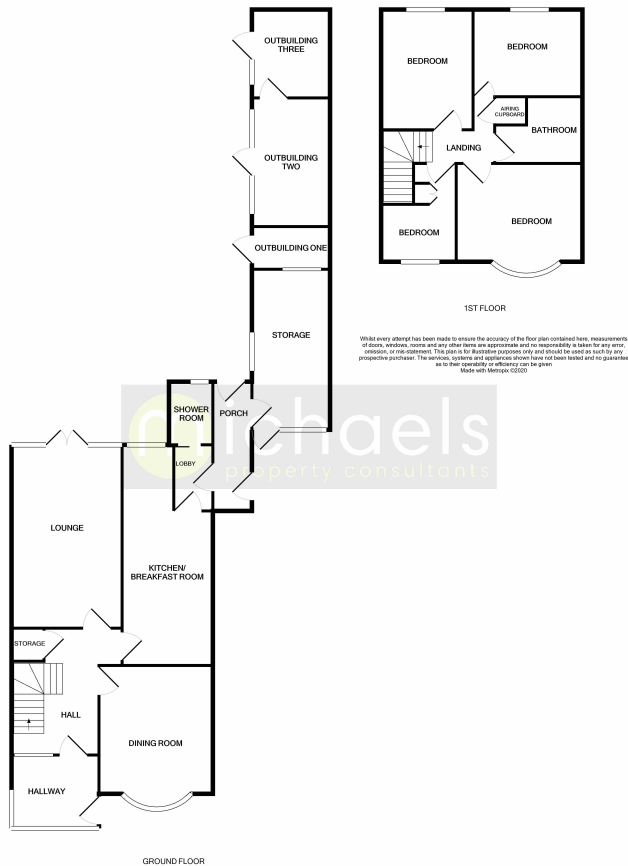 OUTBUILDING
THREE
OUTBUILDING
TWO
OUTBUILDING ONE
STORAGE
SHOWER
ROOM
PORCH
LOBBY
LOUNGE
KITCHEN/
BREAKFAST ROOM
STORAGE
HALL
DINING ROOM
HALLWAY
GROUND FLOOR
BEDROOM
BEDROOM
AIRING
CUPBOARD
BATHROOM
LANDING
BEDROOM
BEDROOM
1ST FLOOR
Whilst every attempt has been made to ensure the accuracy of the floor plan contained here, measurements
of doors, windows, rooms and any other items are approximate and no responsibility is taken for any error,
omission, or mis-statement. This plan is for illustrative purposes only and should be used as such by any
prospective purchaser. The services, systems and appliances shown have not been tested and no guarantee
as to their operability or efficiency can be given
Made with Metropix ©2020
michaels
property consultants